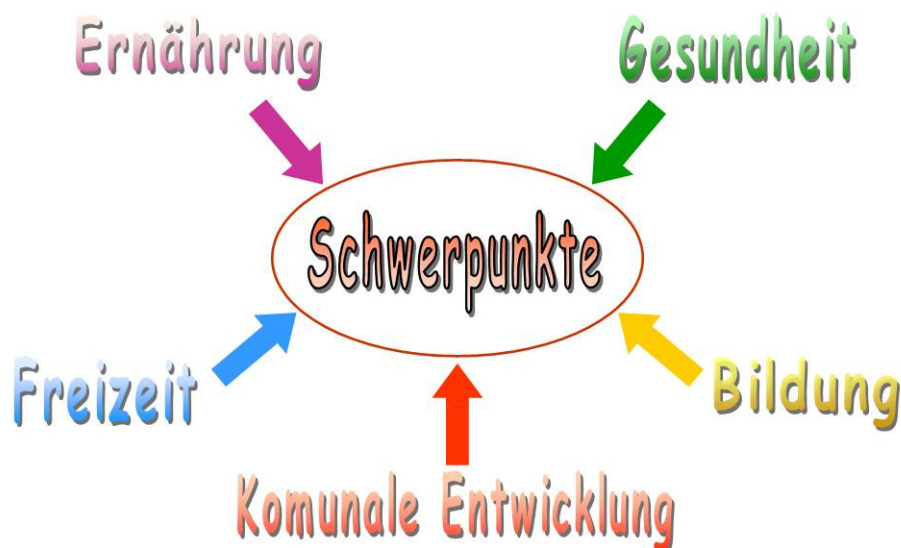 Ernährung
Gesundheit
Schwerpunkte
Freizeit
Bildung
Komunale Entwicklung